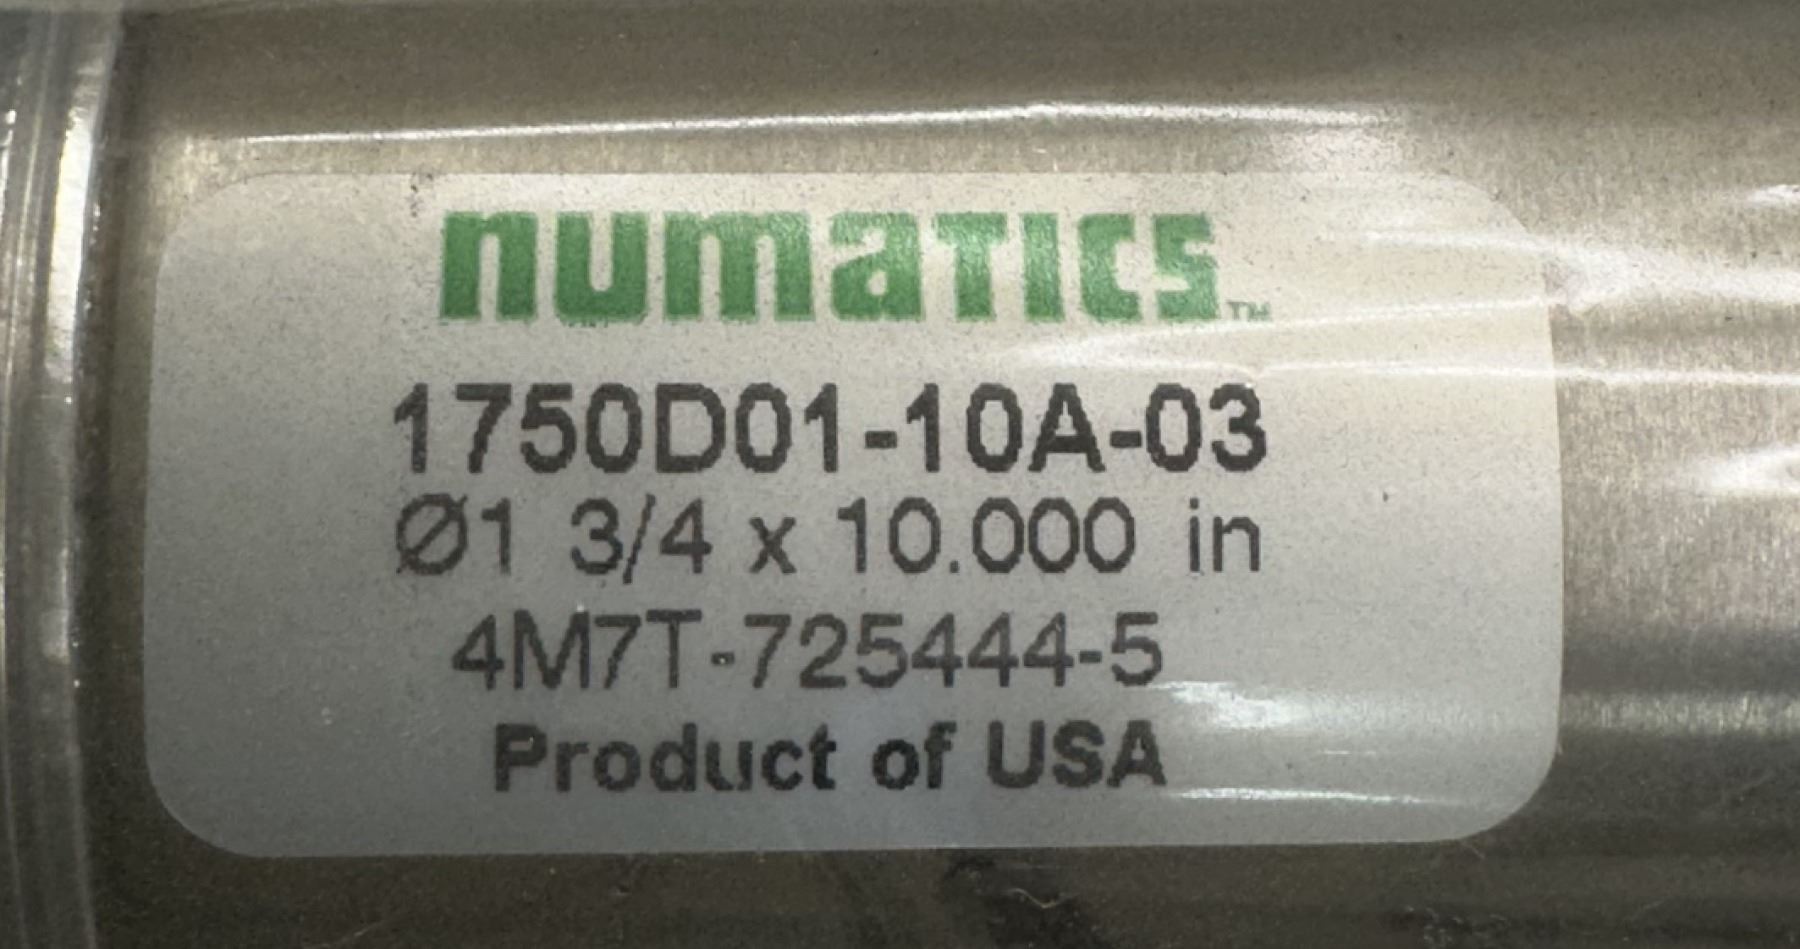 numatics™
1750D01-10A-03
Ø1 3/4 x 10.000 in
4M7T-725444-5
Product of USA